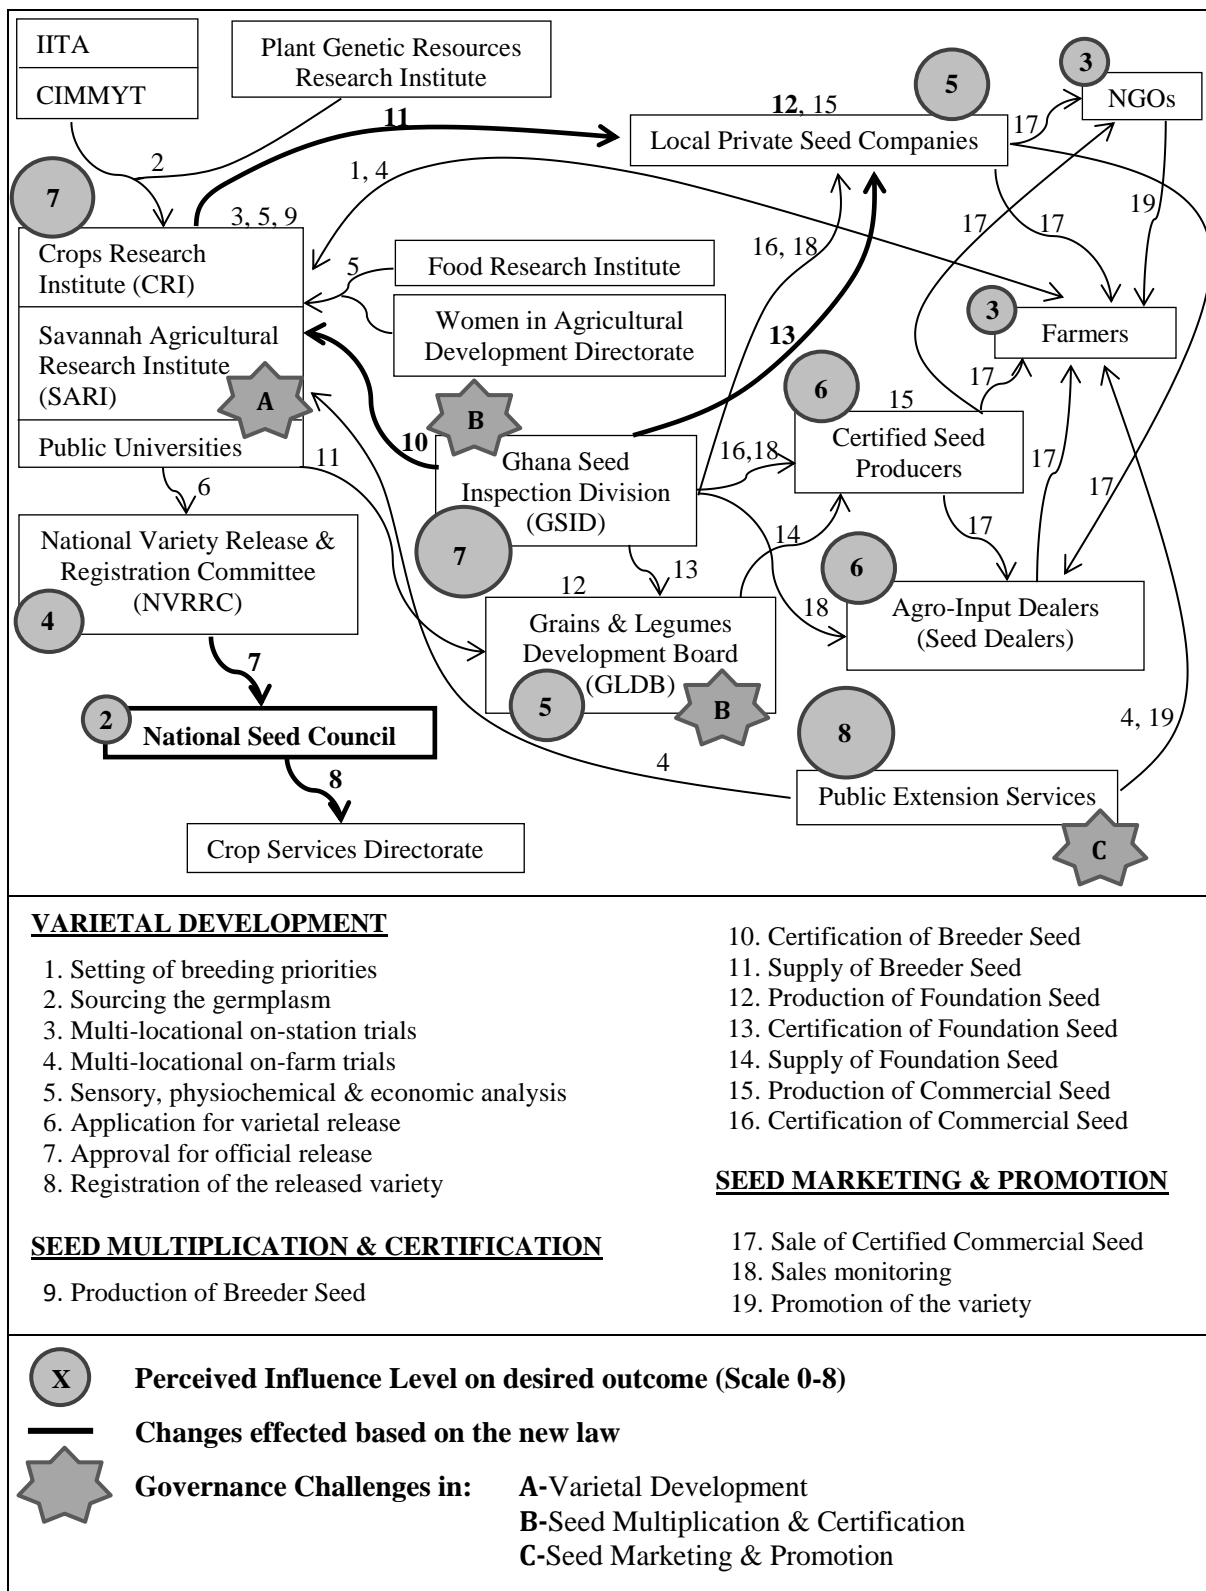 IITA
CIMMYT
Plant Genetic Resources
Research Institute
11
2
12, 15
5
Local Private Seed Companies
3
NGOs
17
1, 4
7
3, 5, 9
17
17
19
Crops Research
Institute (CRI)
5
Food Research Institute
16, 18
Women in Agricultural
Development Directorate
13
3
Farmers
Savannah Agricultural
Research Institute
(SARI)
A
6
17
15
Public Universities
11
10
B
Ghana Seed
Inspection Division
(GSID)
7
16,18
Certified Seed
Producers
17
17
6
17
National Variety Release &
Registration Committee
(NVRRC)
4
14
13
12
6
18
Agro-Input Dealers
(Seed Dealers)
Grains & Legumes
Development Board
(GLDB)
5
B
7
2
National Seed Council
8
4
8
4, 19
Public Extension Services
C
Crop Services Directorate
VARIETAL DEVELOPMENT
1. Setting of breeding priorities
2. Sourcing the germplasm
3. Multi-locational on-station trials
4. Multi-locational on-farm trials
5. Sensory, physiochemical & economic analysis
6. Application for varietal release
7. Approval for official release
8. Registration of the released variety
SEED MULTIPLICATION & CERTIFICATION
9. Production of Breeder Seed
10. Certification of Breeder Seed
11. Supply of Breeder Seed
12. Production of Foundation Seed
13. Certification of Foundation Seed
14. Supply of Foundation Seed
15. Production of Commercial Seed
16. Certification of Commercial Seed
SEED MARKETING & PROMOTION
17. Sale of Certified Commercial Seed
18. Sales monitoring
19. Promotion of the variety
X
Perceived Influence Level on desired outcome (Scale 0-8)
Changes effected based on the new law
Governance Challenges in:
A-Varietal Development
B-Seed Multiplication & Certification
C-Seed Marketing & Promotion